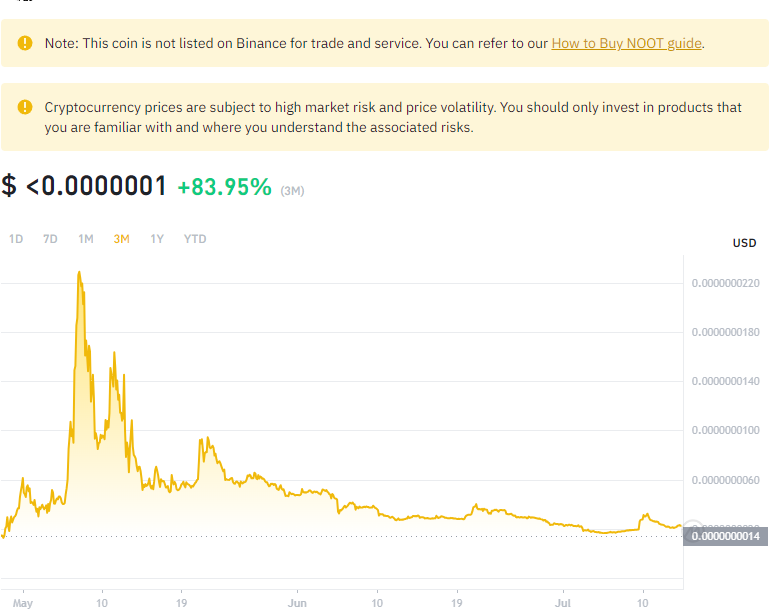 Note: This coin is not listed on Binance for trade and service. You can refer to our How to Buy NOOT guide.
Cryptocurrency prices are subject to high market risk and price volatility. You should only invest in products that
you are familiar with and where you understand the associated risks.
$ <0.0000001 +83.95% (3M)
1D 7D 1M 3M 1Y YTD
USD
0.0000000220
0.0000000180
0.0000000140
0.0000000100
0.0000000060
0.0000000014
May 10 19 Jun 10 19 Jul 10